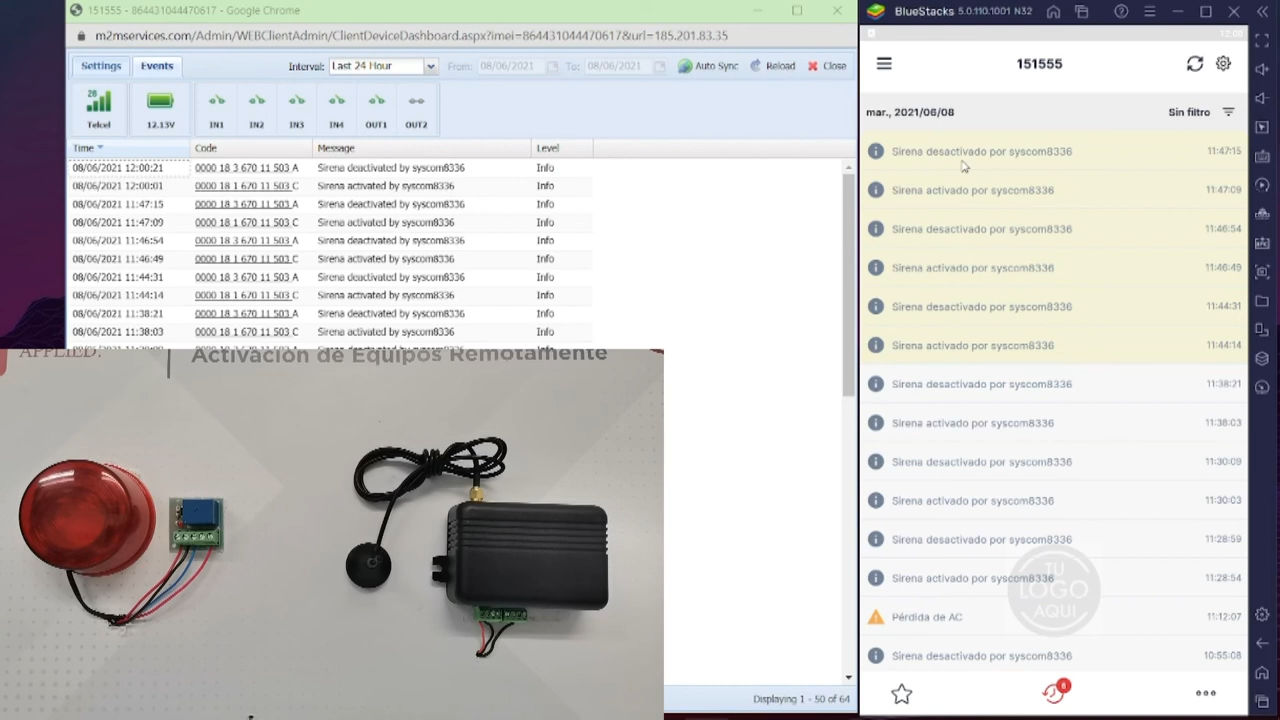 151555 - 864431044470617 - Google Chrome
m2mservices.com/Admin/WEBClientAdmin/ClientDeviceDashboard.aspx?imei=864431044470617&url=185.201.83.35
Settings Events Interval: Last 24 Hour From: 08/06/2021 To: 08/06/2021 Auto Sync Reload Close
28
Telcel 12.13V IN1 IN2 IN3 IN4 OUT1 OUT2
Time Code Message Level
08/06/2021 12:00:21 0000 18 3 670 11 503 A Sirena deactivated by syscom8336 Info
08/06/2021 12:00:01 0000 18 1 670 11 503 C Sirena activated by syscom8336 Info
08/06/2021 11:47:15 0000 18 3 670 11 503 A Sirena deactivated by syscom8336 Info
08/06/2021 11:47:09 0000 18 1 670 11 503 C Sirena activated by syscom8336 Info
08/06/2021 11:46:54 0000 18 3 670 11 503 A Sirena deactivated by syscom8336 Info
08/06/2021 11:46:49 0000 18 1 670 11 503 C Sirena activated by syscom8336 Info
08/06/2021 11:44:31 0000 18 3 670 11 503 A Sirena deactivated by syscom8336 Info
08/06/2021 11:44:14 0000 18 1 670 11 503 C Sirena activated by syscom8336 Info
08/06/2021 11:38:21 0000 18 3 670 11 503 A Sirena deactivated by syscom8336 Info
08/06/2021 11:38:03 0000 18 1 670 11 503 C Sirena activated by syscom8336 Info
APPLIED.
Activación de Equipos Remotamente
Displaying 1 - 50 of 64
BlueStacks 5.0.110.1001 N32
12:00
151555
mar., 2021/06/08 Sin filtro
Sirena desactivado por syscom8336 11:47:15
Sirena activado por syscom8336 11:47:09
Sirena desactivado por syscom8336 11:46:54
Sirena activado por syscom8336 11:46:49
Sirena desactivado por syscom8336 11:44:31
Sirena activado por syscom8336 11:44:14
Sirena desactivado por syscom8336 11:38:21
Sirena activado por syscom8336 11:38:03
Sirena desactivado por syscom8336 11:30:09
Sirena activado por syscom8336 11:30:03
Sirena desactivado por syscom8336 11:28:59
Sirena activado por syscom8336 11:28:54
TU
LOGO
AQUI
Pérdida de AC 11:12:07
Sirena desactivado por syscom8336 10:55:08